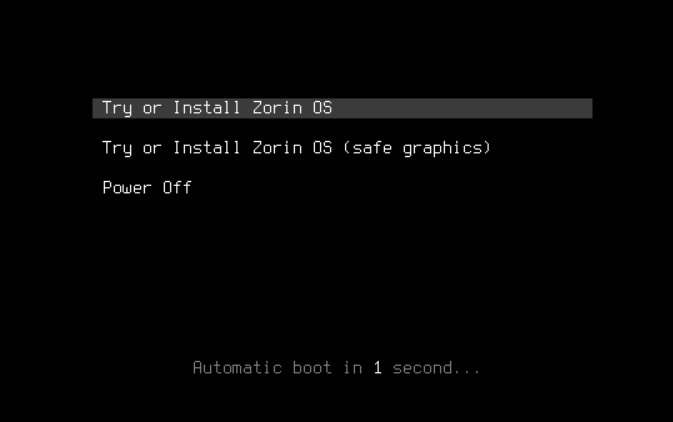 Try or Install Zorin OS
Try or Install Zorin OS (safe graphics)
Power Off
Automatic boot in 1 second...